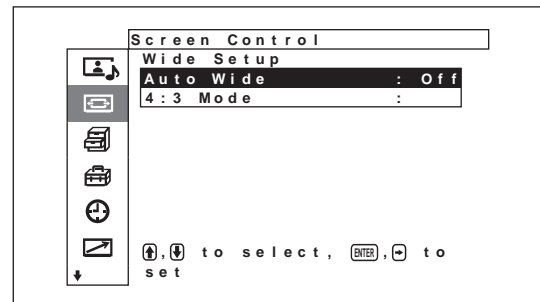 Screen Control
Wide Setup
Auto Wide : Off
4:3 Mode :
, to select, ENTER , to
set